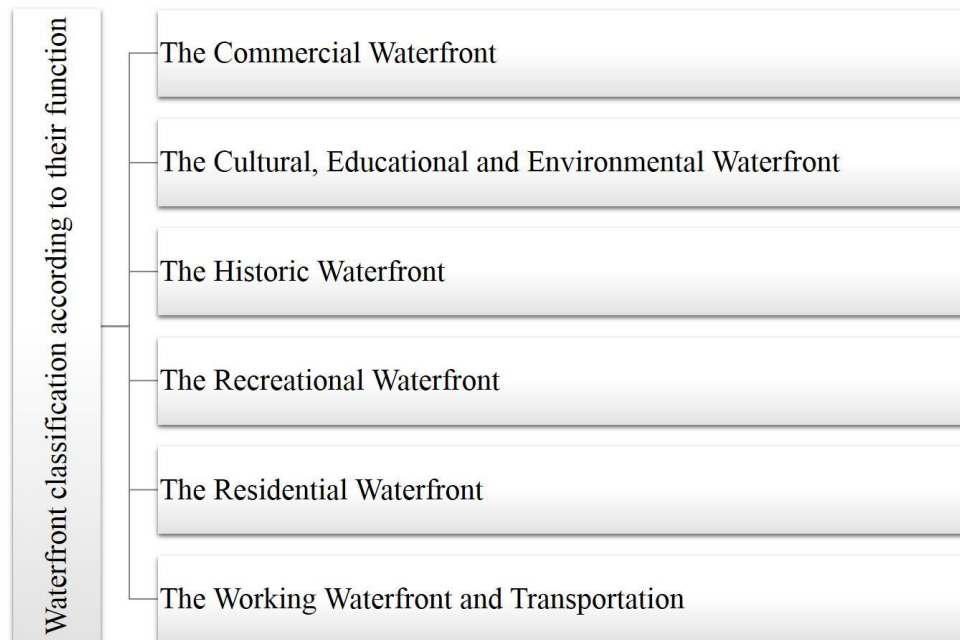 Waterfront classification according to their function
The Commercial Waterfront
The Cultural, Educational and Environmental Waterfront
The Historic Waterfront
The Recreational Waterfront
The Residential Waterfront
The Working Waterfront and Transportation